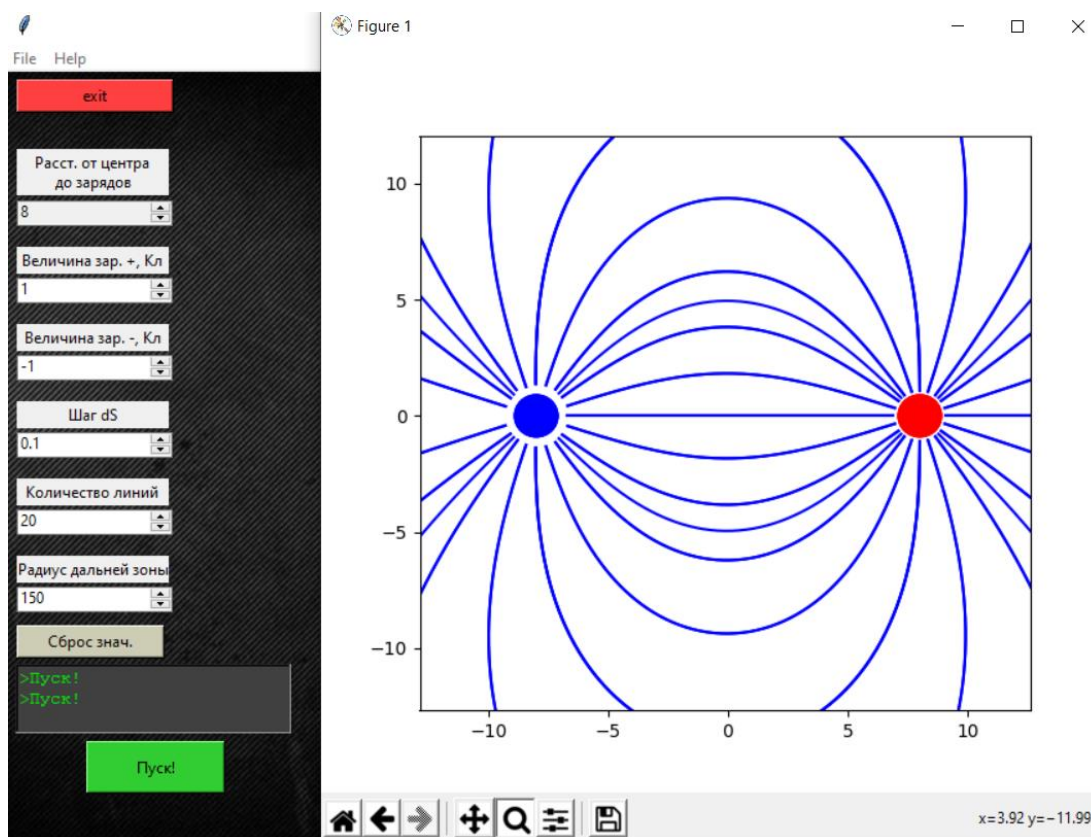 Figure 1
File Help
exit
Расст. от центра
до зарядов
8
Величина зар. +, Кл
1
Величина зар. -, Кл
-1
Шаг dS
0.1
Количество линий
20
Радиус дальней зоны
150
Сброс знач.
>Пуск!
>Пуск!
Пуск!
10
5
0
−5
−10
−10 −5 0 5 10
x=3.92 y=−11.99